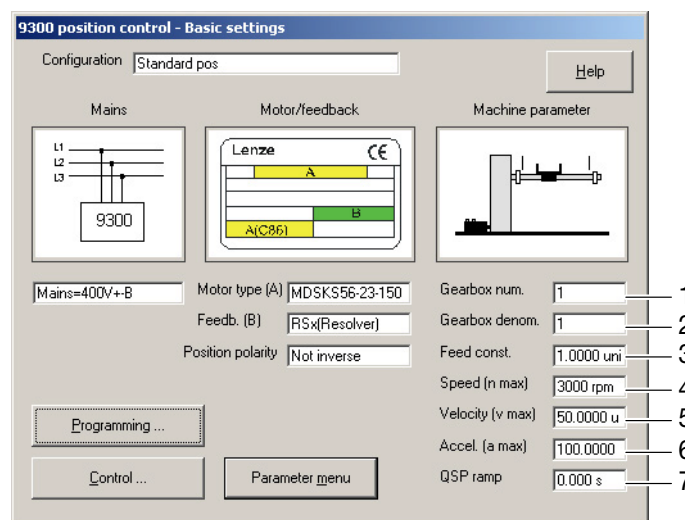 9300 position control - Basic settings
Configuration Standard pos
Help
Mains
Motor/feedback
Machine parameter
L1
L2
L3
9300
Lenze CE
A
B
A(C86)
Mains=400V+-B
Motor type (A) MDSKS56-23-150
Feedb. (B) RSx(Resolver)
Position polarity Not inverse
Gearbox num. 1 1
Gearbox denom. 1 2
Feed const. 1.0000 uni 3
Speed (n max) 3000 rpm 4
Velocity (v max) 50.0000 u 5
Accel. (a max) 100.0000 6
QSP ramp 0.000 s 7
Programming ...
Control ...
Parameter menu